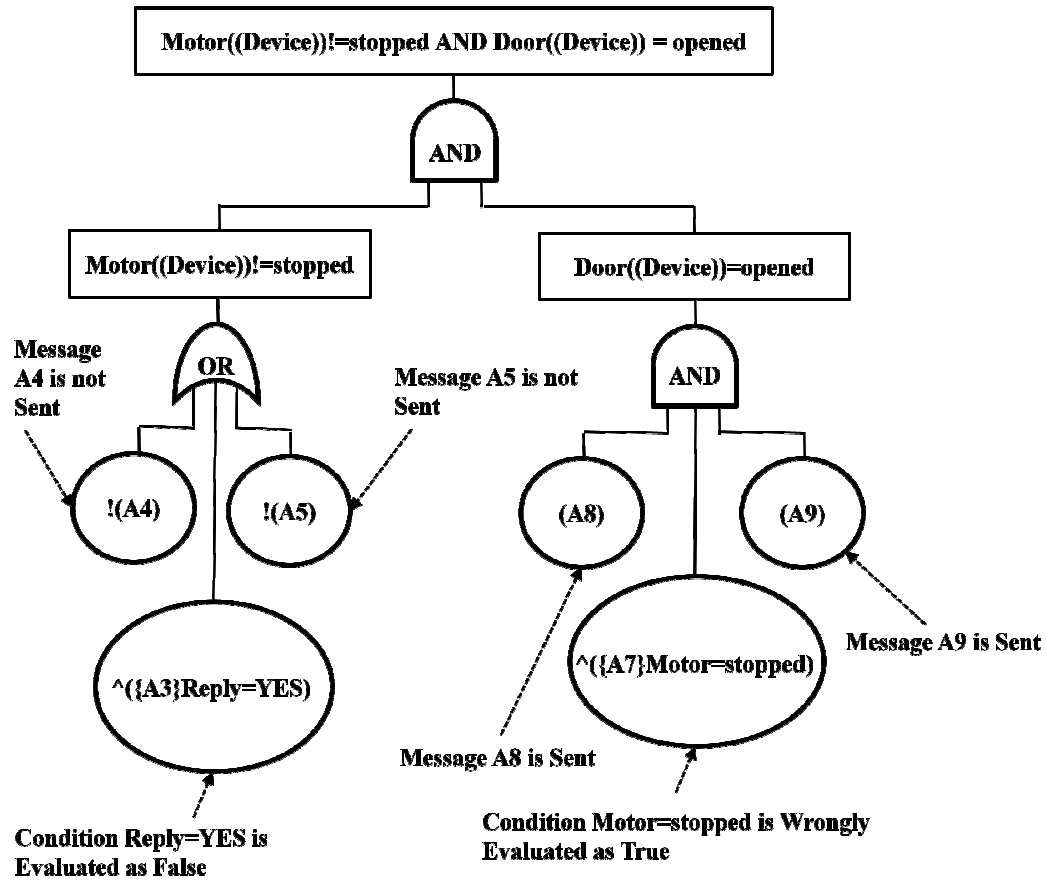 Motor((Device))!=stopped AND Door((Device)) = opened
AND
Motor((Device))!=stopped
Door((Device))=opened
Message
A4 is not
Sent
OR
Message A5 is not
Sent
AND
!(A4)
!(A5)
(A8)
(A9)
^({A3}Reply=YES)
^({A7}Motor=stopped)
Message A9 is Sent
Message A8 is Sent
Condition Reply=YES is
Evaluated as False
Condition Motor=stopped is Wrongly
Evaluated as True